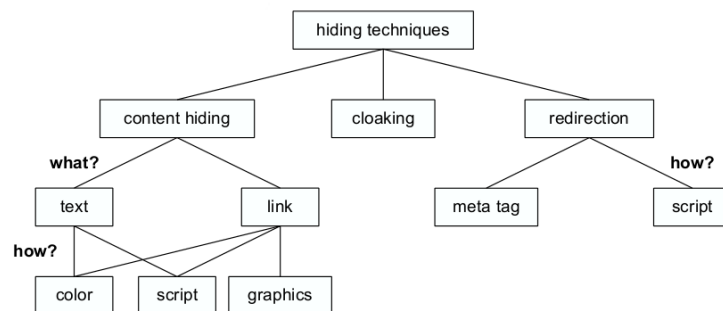 hiding techniques
content hiding
cloaking
redirection
what?
how?
text
link
meta tag
script
how?
color
script
graphics